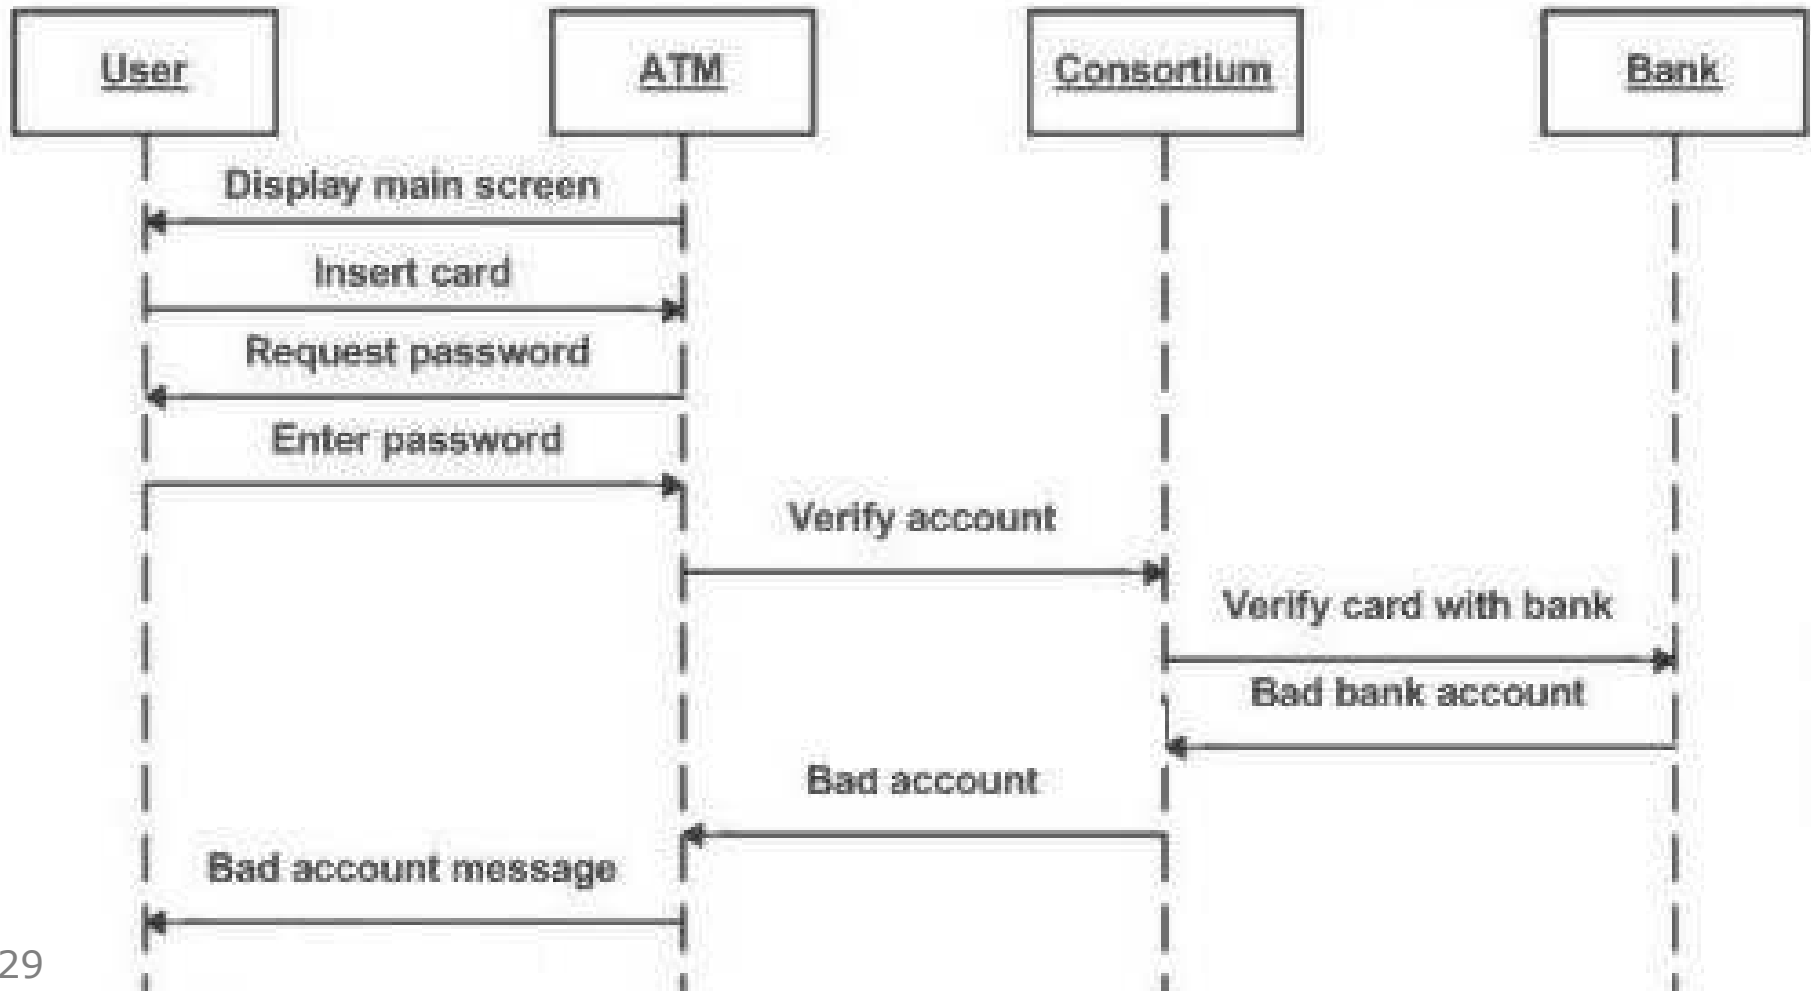 User
ATM
Consortium
Bank
Display main screen
Insert card
Request password
Enter password
Verify account
Verify card with bank
Bad bank account
Bad account
Bad account message
29